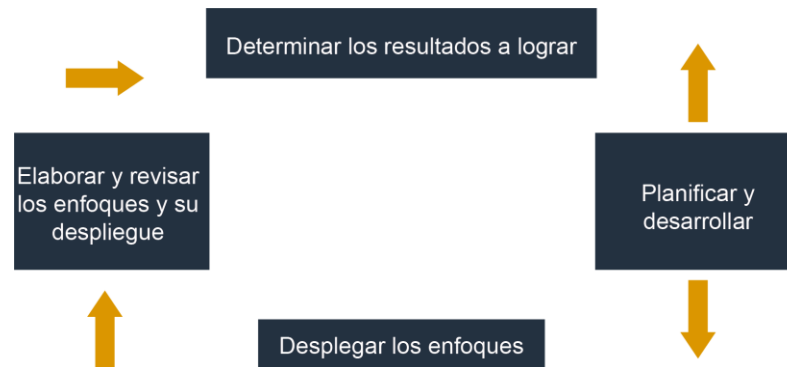 Determinar los resultados a lograr
Elaborar y revisar
los enfoques y su
despliegue
Planificar y
desarrollar
Desplegar los enfoques